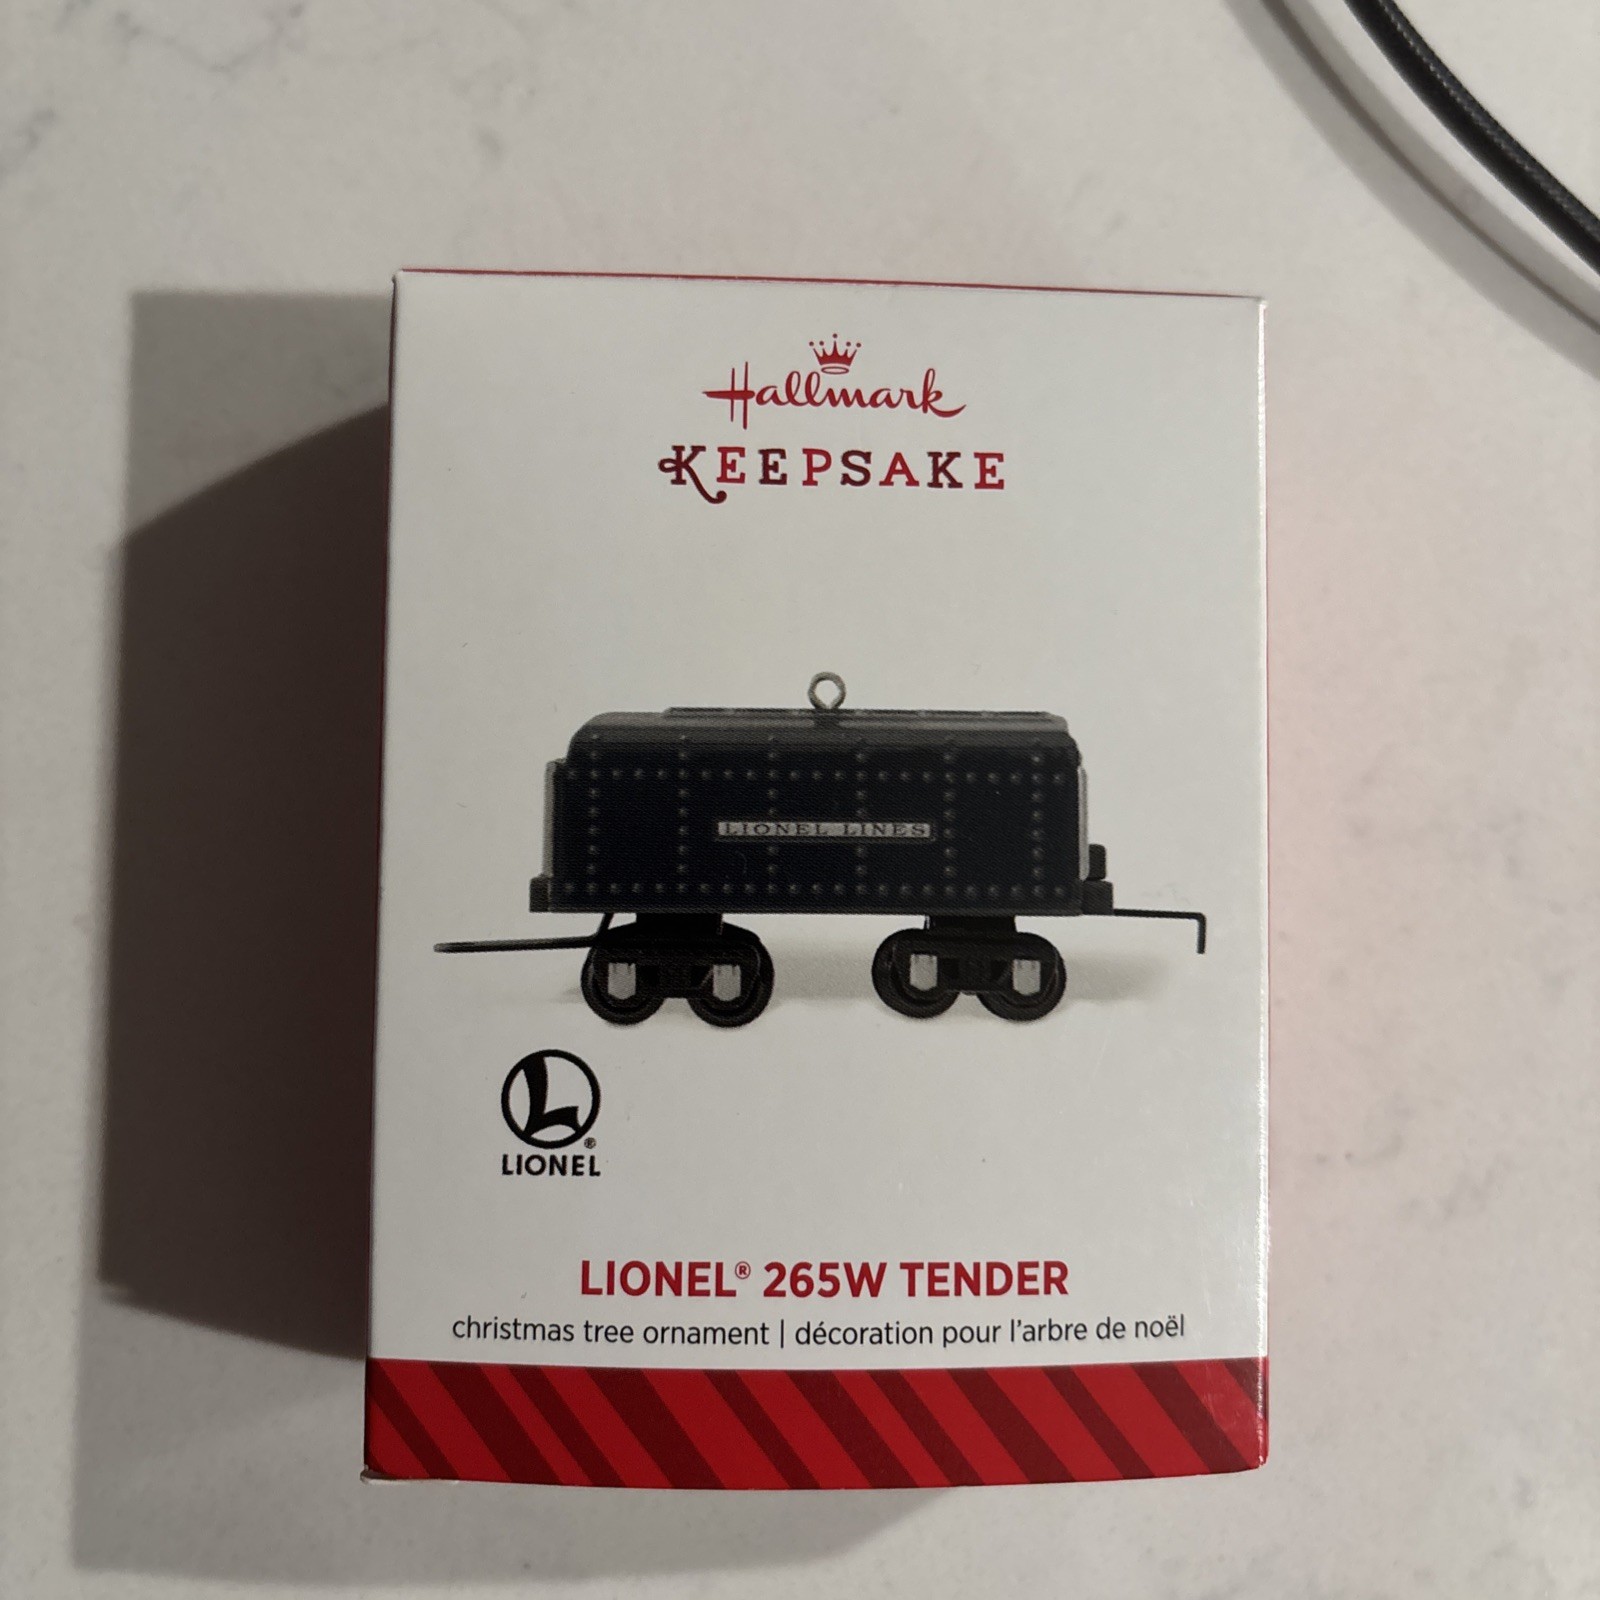 Hallmark
KEEPSAKE
LIONEL LINES
L®
LIONEL
LIONEL® 265W TENDER
christmas tree ornament | décoration pour l'arbre de noël